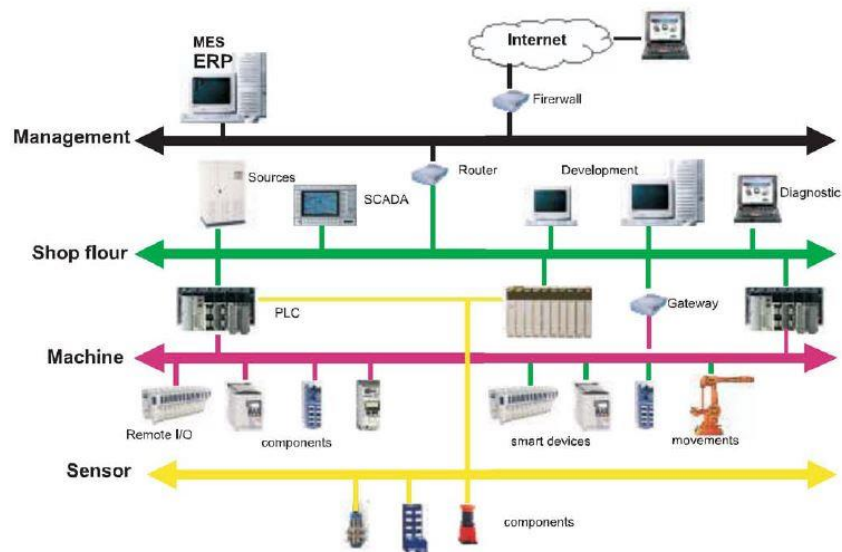 MES
ERP
Internet
Firerwall
Management
Sources
SCADA
Router
Development
Diagnostic
Shop flour
PLC
Gateway
Machine
Remote I/O
components
smart devices
movements
Sensor
components